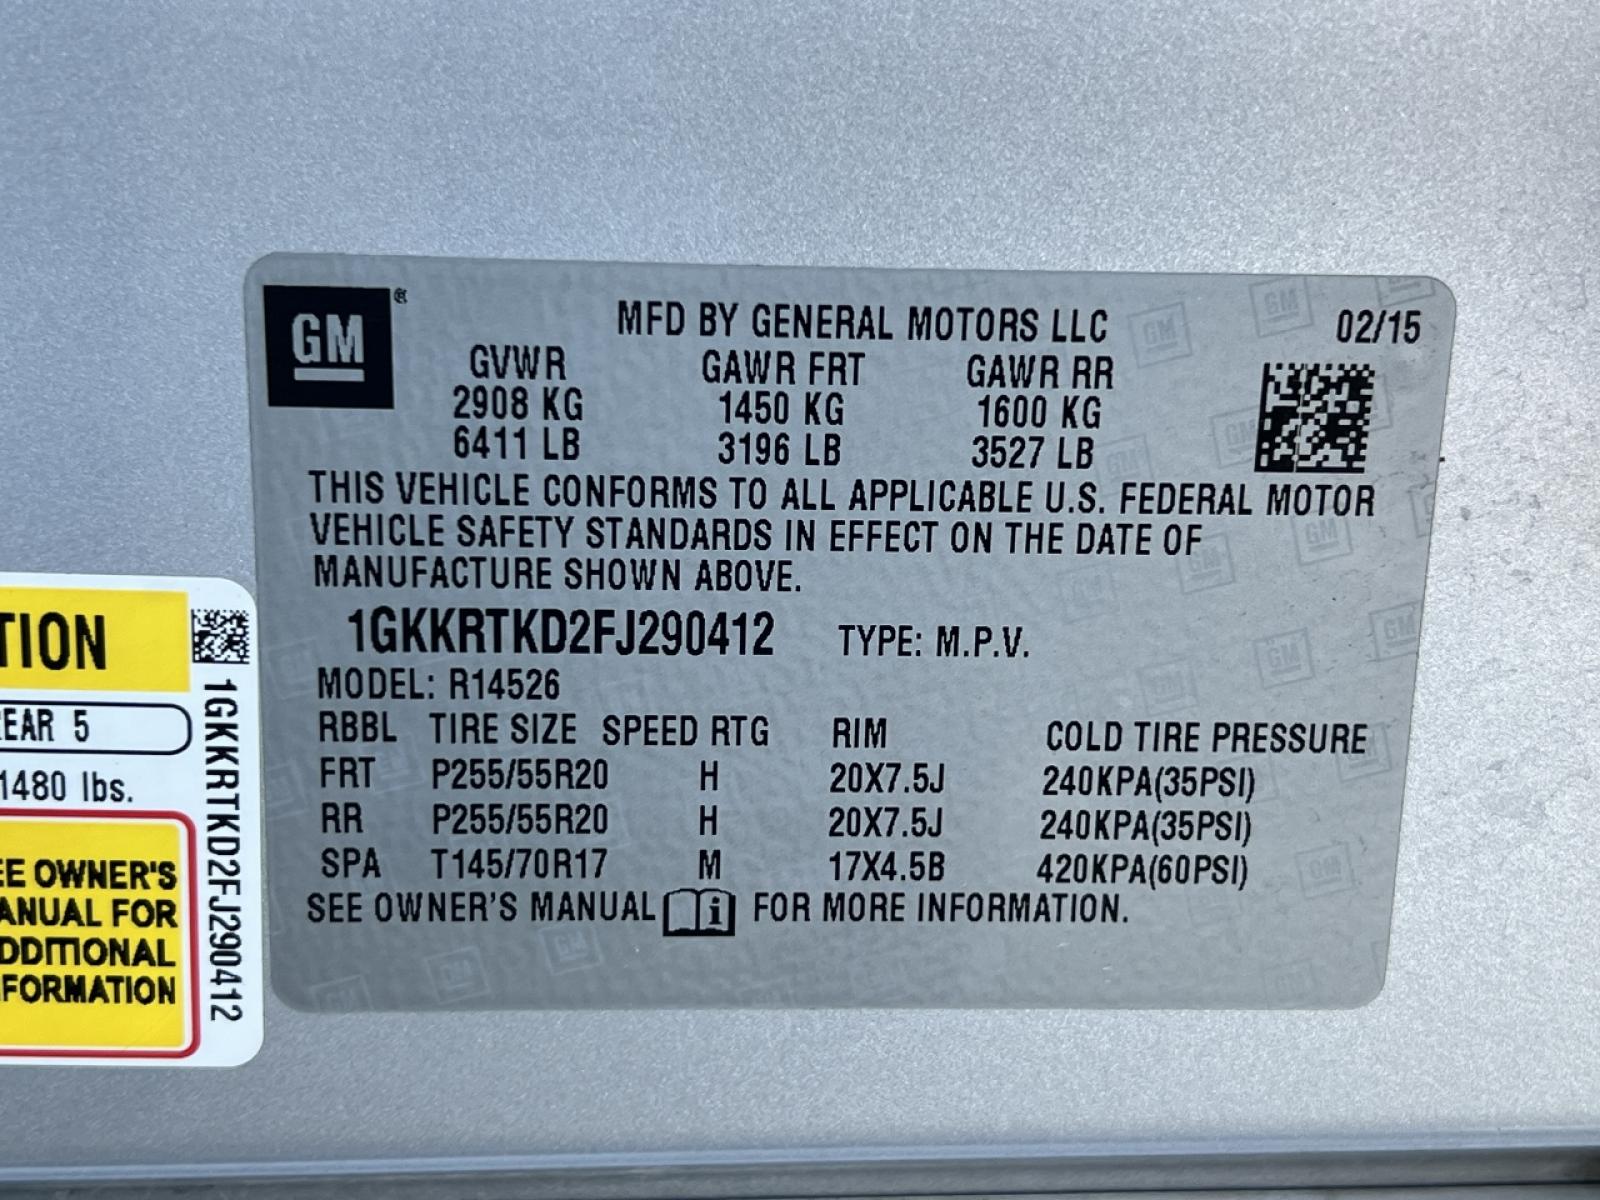 GM ®
MFD BY GENERAL MOTORS LLC 02/15
GVWR GAWR FRT GAWR RR
2908 KG 1450 KG 1600 KG
6411 LB 3196 LB 3527 LB
THIS VEHICLE CONFORMS TO ALL APPLICABLE U.S. FEDERAL MOTOR
VEHICLE SAFETY STANDARDS IN EFFECT ON THE DATE OF
MANUFACTURE SHOWN ABOVE.
1GKKRTKD2FJ290412 TYPE: M.P.V.
MODEL: R14526
RBBL TIRE SIZE SPEED RTG RIM COLD TIRE PRESSURE
FRT P255/55R20 H 20X7.5J 240KPA(35PSI)
RR P255/55R20 H 20X7.5J 240KPA(35PSI)
SPA T145/70R17 M 17X4.5B 420KPA(60PSI)
SEE OWNER'S MANUAL i FOR MORE INFORMATION.
TION
EAR 5
1480 lbs.
EE OWNER'S
ANUAL FOR
DDITIONAL
FORMATION
1GKKRTKD2FJ290412